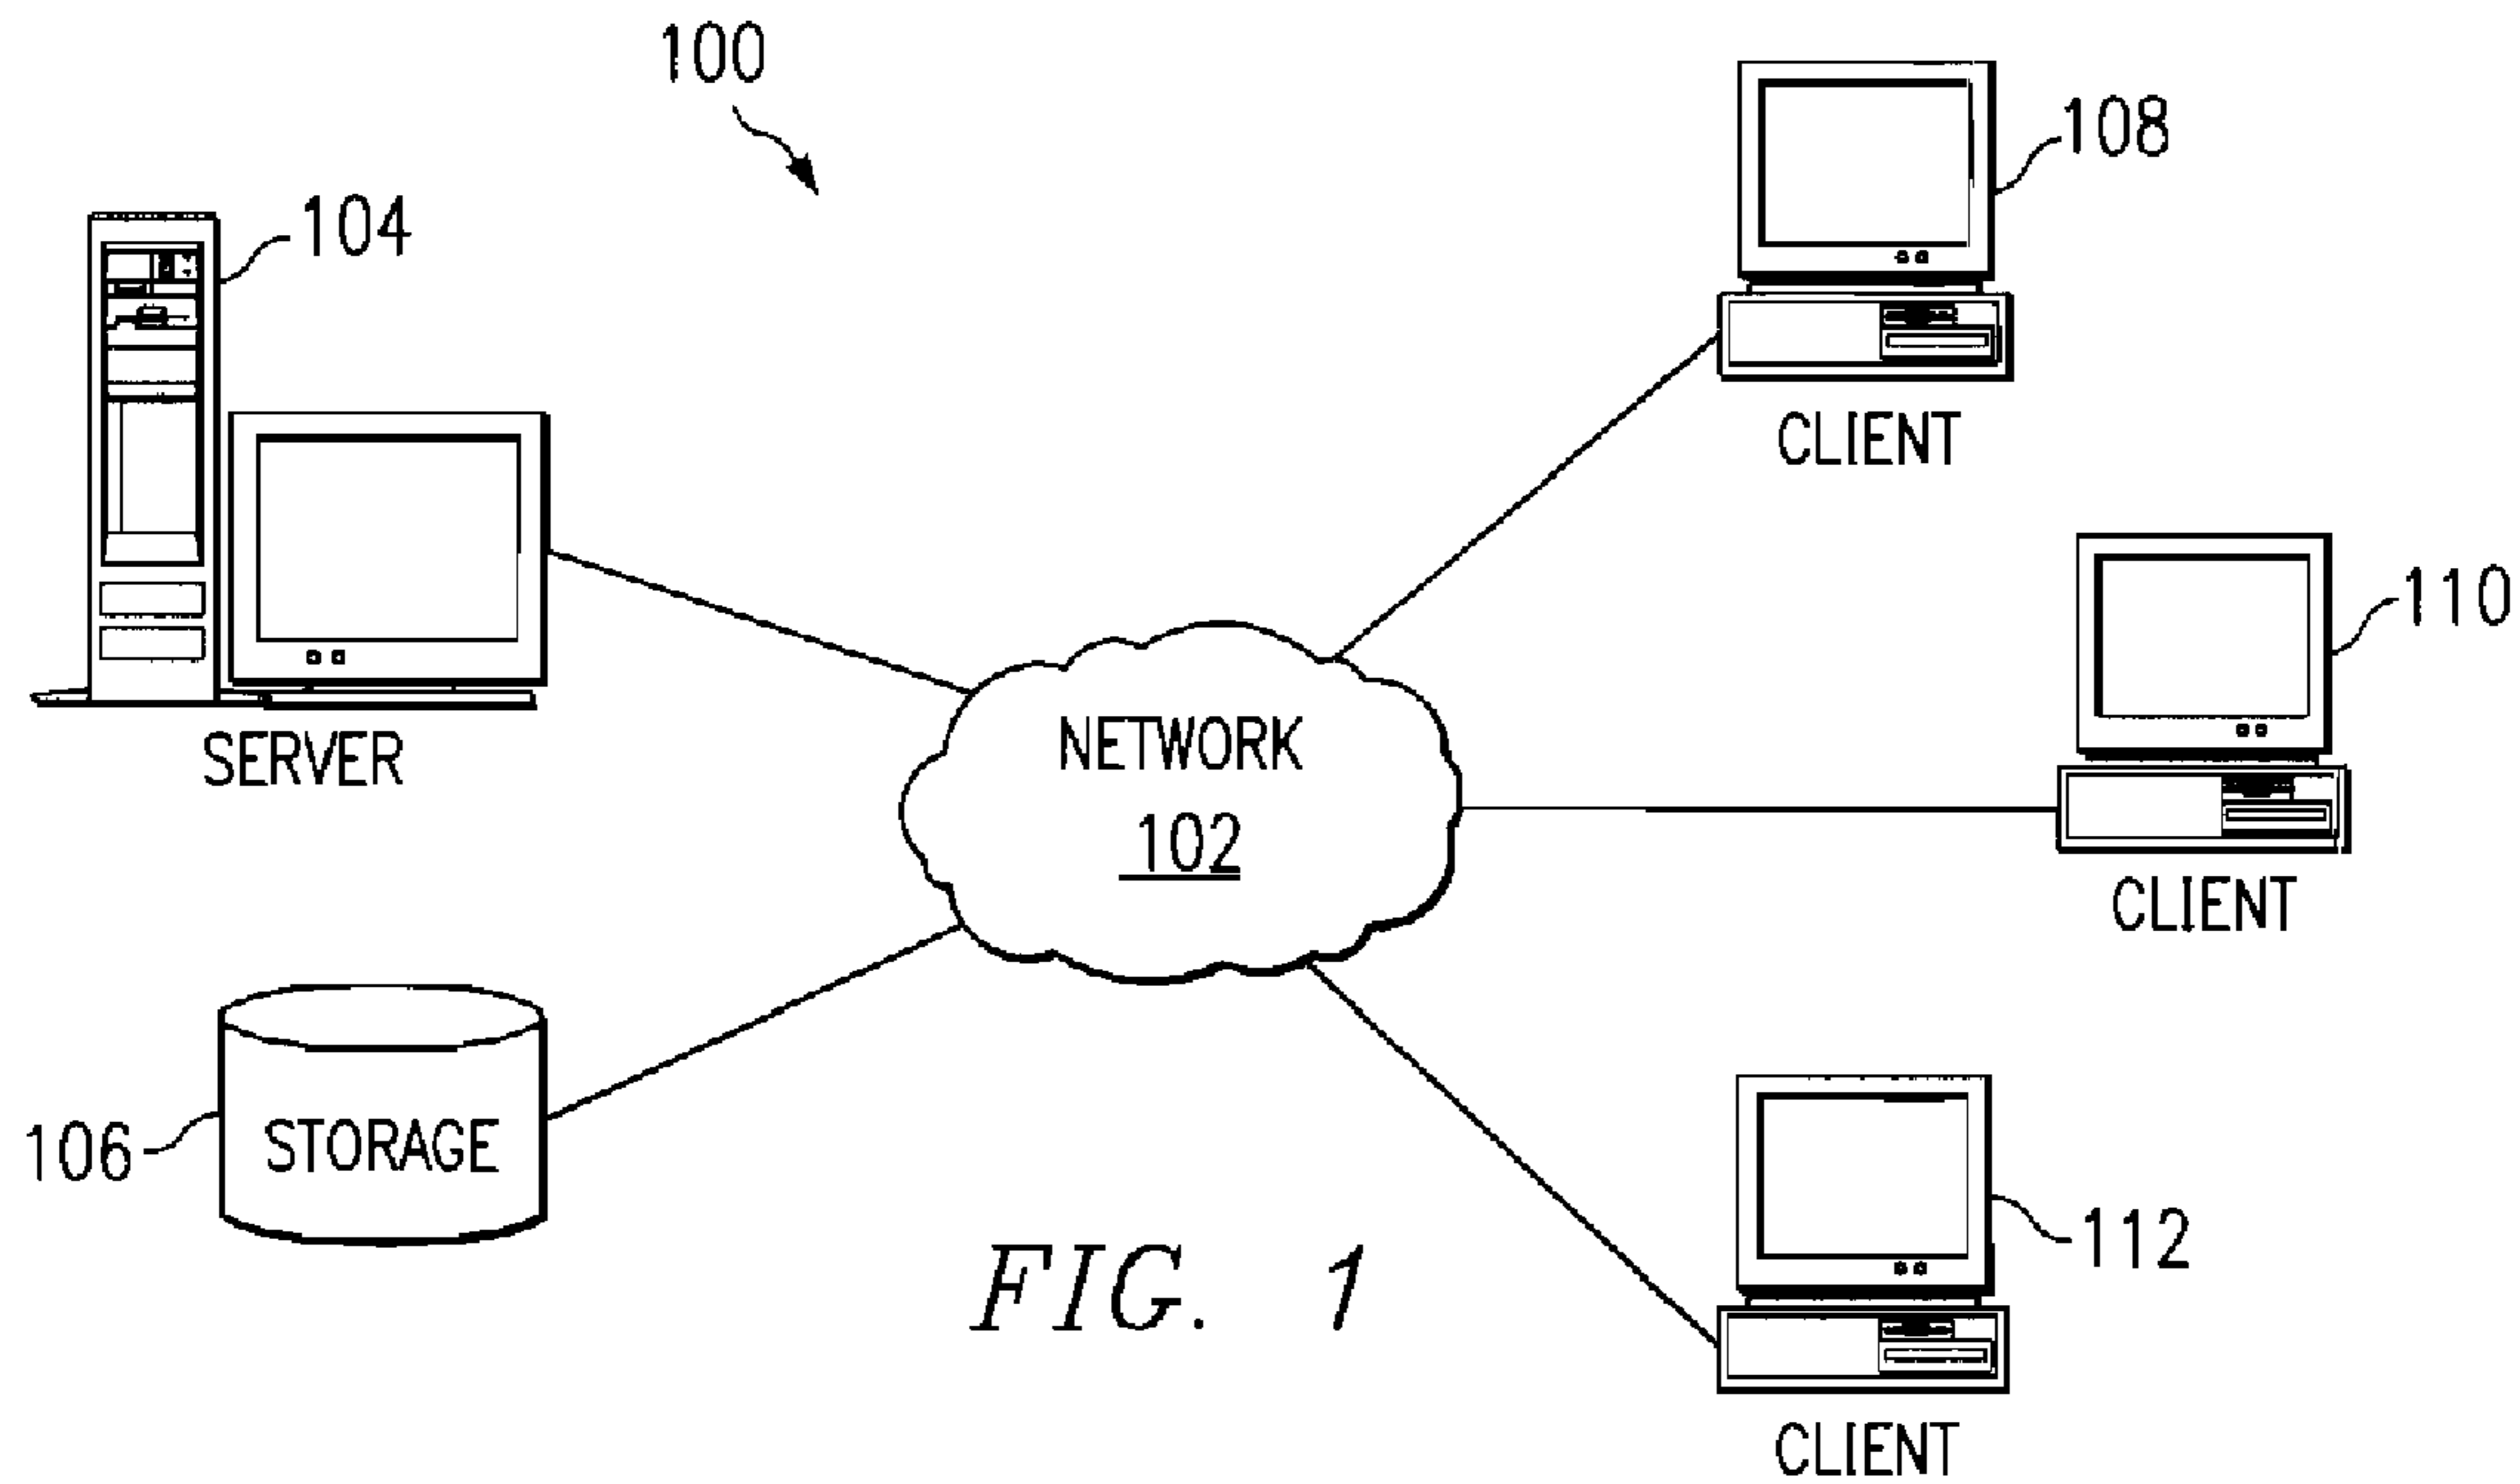 100
108
104
CLIENT
110
SERVER
NETWORK
102
CLIENT
106
STORAGE
112
FIG. 1
CLIENT